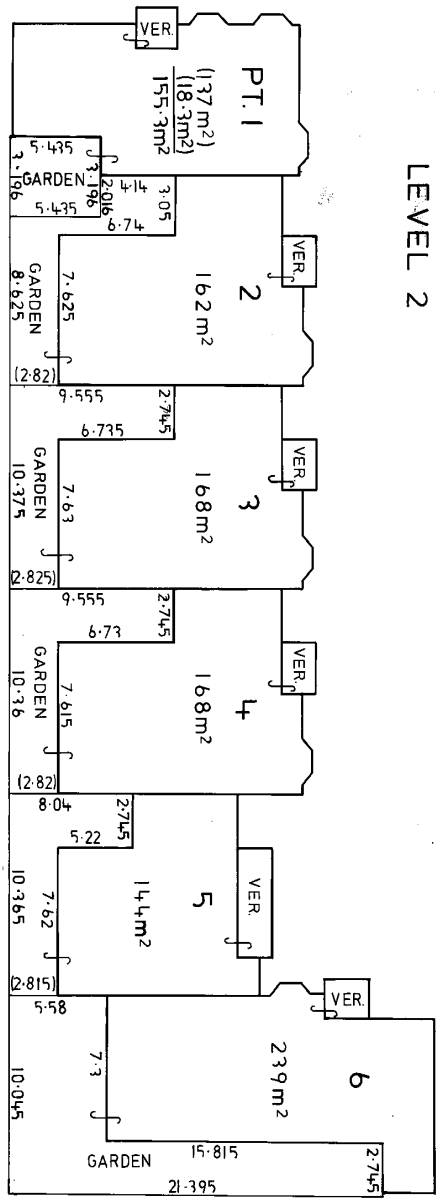 LEVEL 2
VER.
PT. 1
(137 m²)
(18.3m²)
155.3m²
5.435
GARDEN
3.196
3.196
5.435
2.016
4.14
3.05
6.74
VER.
2
162m²
7.625
GARDEN
8.625
(2.82)
9.555
2.745
6.735
VER.
3
168m²
7.63
GARDEN
10.375
(2.825)
9.555
2.745
6.73
VER.
4
168m²
7.615
GARDEN
10.36
(2.82)
8.04
2.745
5.22
VER.
5
144m²
7.62
10.365
(2.815)
5.58
VER.
6
239m²
7.3
10.045
GARDEN
15.815
2.745
21.395